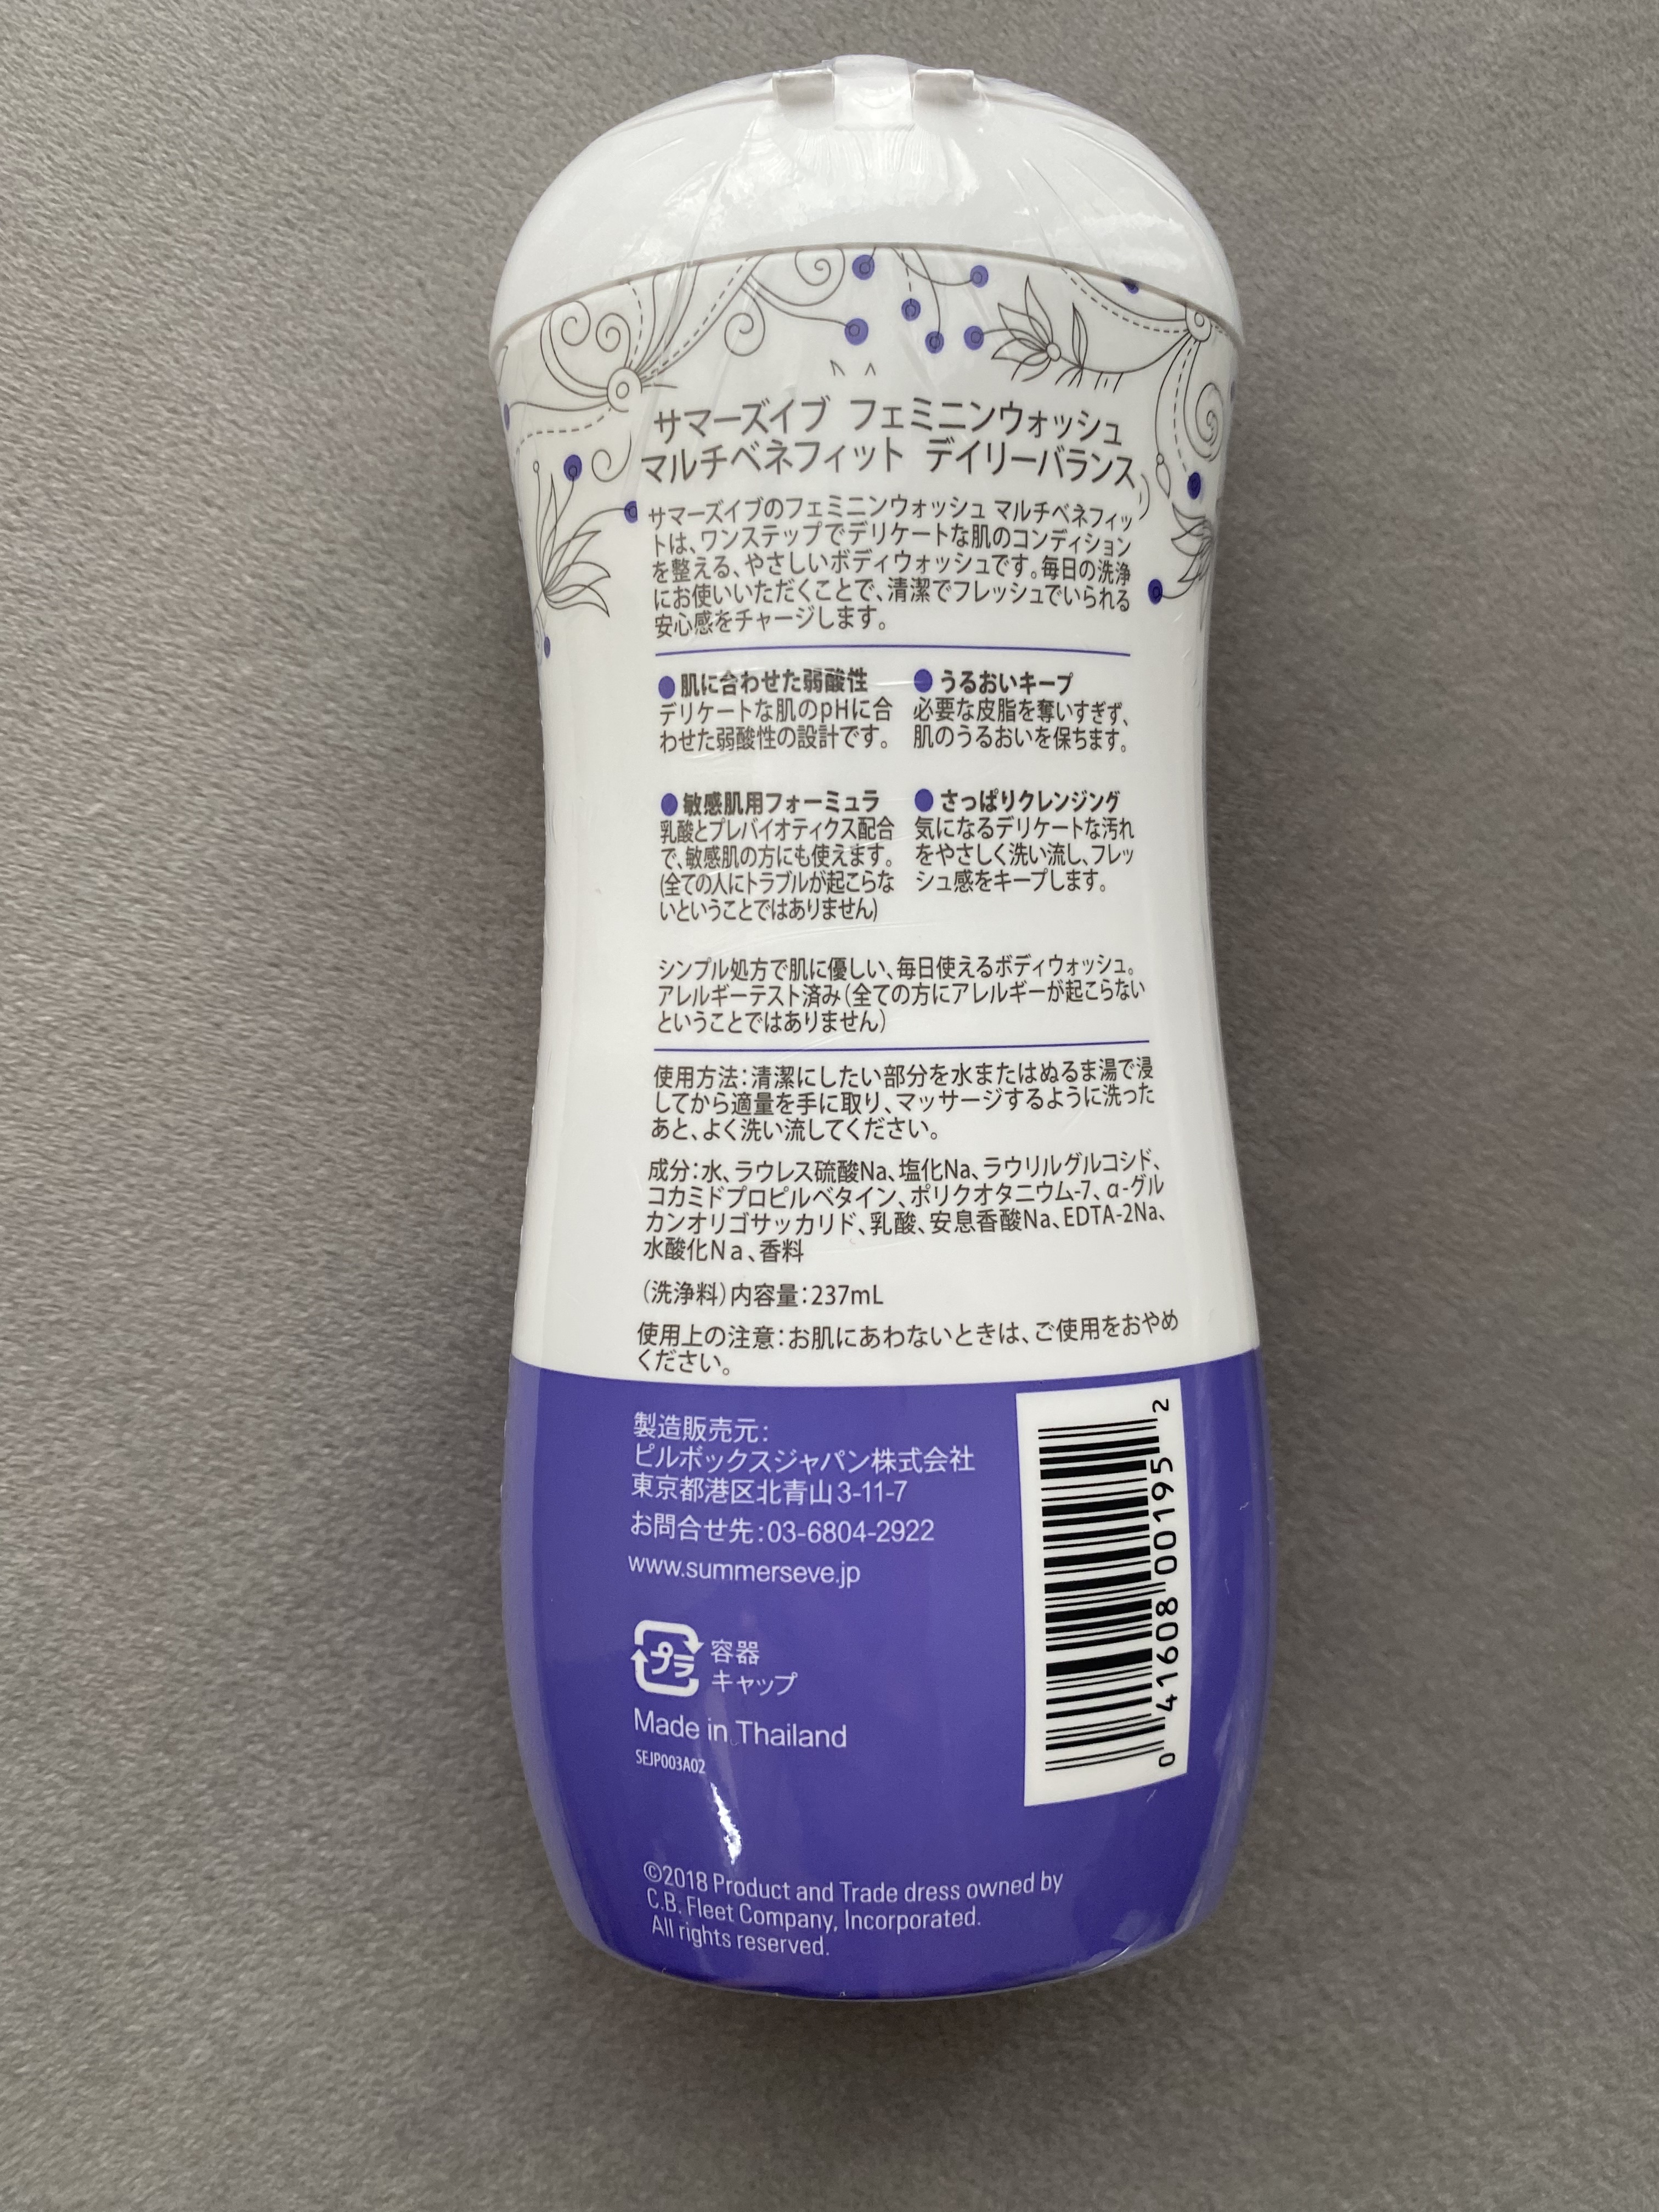 サマーズイブ フェミニンウォッシュ
マルチベネフィット デイリーバランス
サマーズイブのフェミニンウォッシュ マルチベネフィッ
トは、ワンステップでデリケートな肌のコンディション
を整える、やさしいボディウォッシュです。毎日の洗浄
にお使いいただくことで、清潔でフレッシュでいられる
安心感をチャージします。
●肌に合わせた弱酸性
デリケートな肌のpHに合
わせた弱酸性の設計です。
●うるおいキープ
必要な皮脂を奪いすぎず、
肌のうるおいを保ちます。
●敏感肌用フォーミュラ
乳酸とプレバイオティクス配合
で、敏感肌の方にも使えます。
(全ての人にトラブルが起こらな
いということではありません)
●さっぱりクレンジング
気になるデリケートな汚れ
をやさしく洗い流し、フレッ
シュ感をキープします。
シンプル処方で肌に優しい、毎日使えるボディウォッシュ。
アレルギーテスト済み(全ての方にアレルギーが起こらない
ということではありません)
使用方法:清潔にしたい部分を水またはぬるま湯で浸
してから適量を手に取り、マッサージするように洗った
あと、よく洗い流してください。
成分:水、ラウレス硫酸Na、塩化Na、ラウリルグルコシド、
コカミドプロピルベタイン、ポリクオタニウム-7、α-グル
カンオリゴサッカリド、乳酸、安息香酸Na、EDTA-2Na、
水酸化Na、香料
(洗浄料)内容量:237mL
使用上の注意:お肌にあわないときは、ご使用をおやめ
ください。
製造販売元:
ピルボックスジャパン株式会社
東京都港区北青山3-11-7
お問合せ先:03-6804-2922
www.summerseve.jp
プラ 容器
キャップ
Made in Thailand
SEJP003A02
0 41608 00195 2
©2018 Product and Trade dress owned by
C.B. Fleet Company, Incorporated.
All rights reserved.